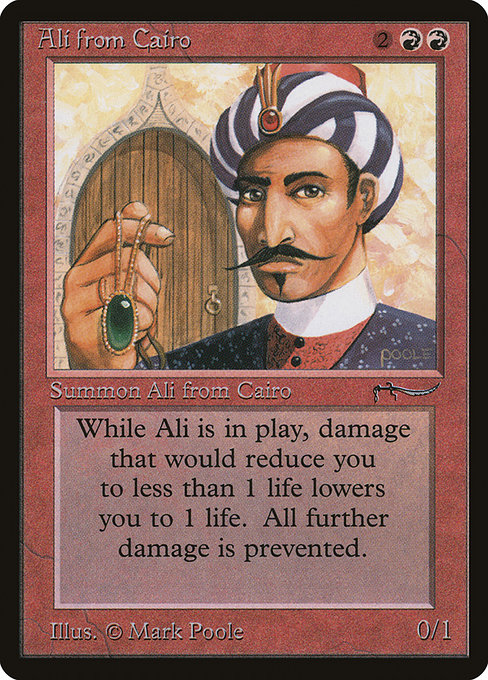 Ali from Cairo 2
POOLE
Summon Ali from Cairo
While Ali is in play, damage
that would reduce you
to less than 1 life lowers
you to 1 life. All further
damage is prevented.
Illus. © Mark Poole 0/1